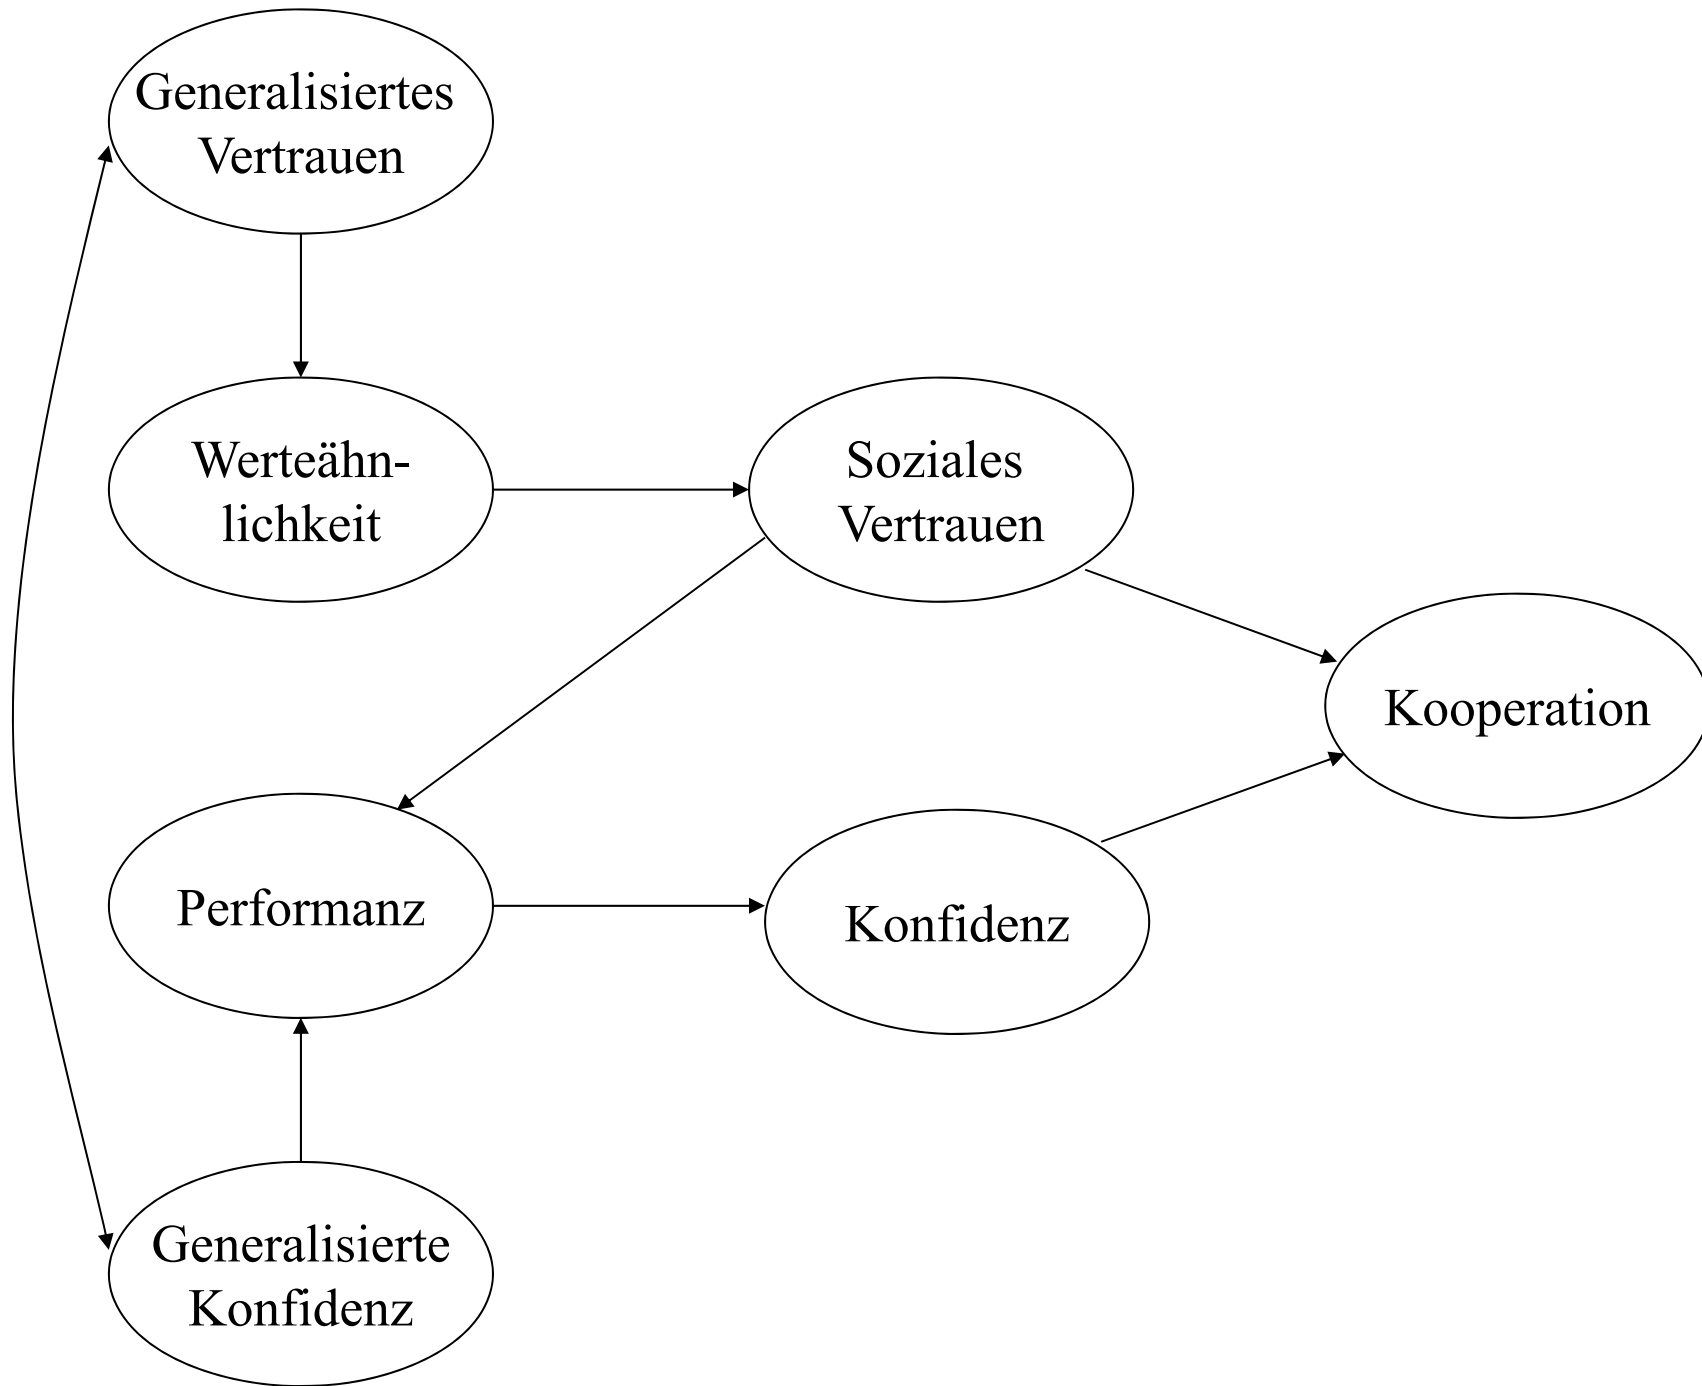 Generalisiertes
Vertrauen
Werteähn-
lichkeit
Soziales
Vertrauen
Kooperation
Performanz
Konfidenz
Generalisierte
Konfidenz